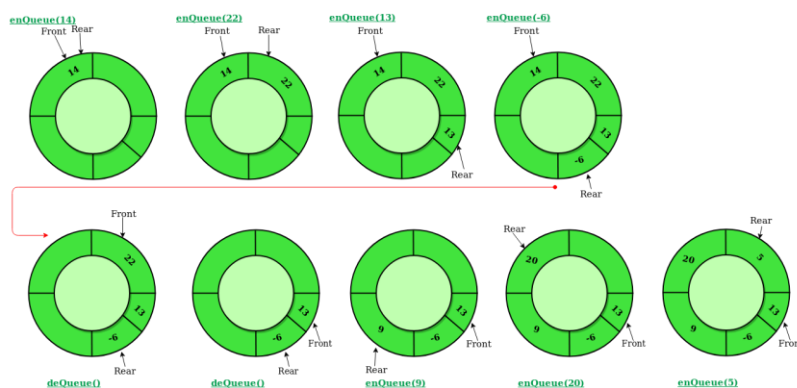 enQueue(14)
Front
Rear
14
enQueue(22)
Front
Rear
14
22
enQueue(13)
Front
14
22
13
Rear
enQueue(-6)
Front
14
22
13
-6
Rear
Front
22
13
-6
Rear
deQueue()
13
-6
Front
Rear
deQueue()
13
9
-6
Front
Rear
enQueue(9)
Rear
20
13
9
-6
Front
enQueue(20)
Rear
20
5
13
9
-6
Front
enQueue(5)